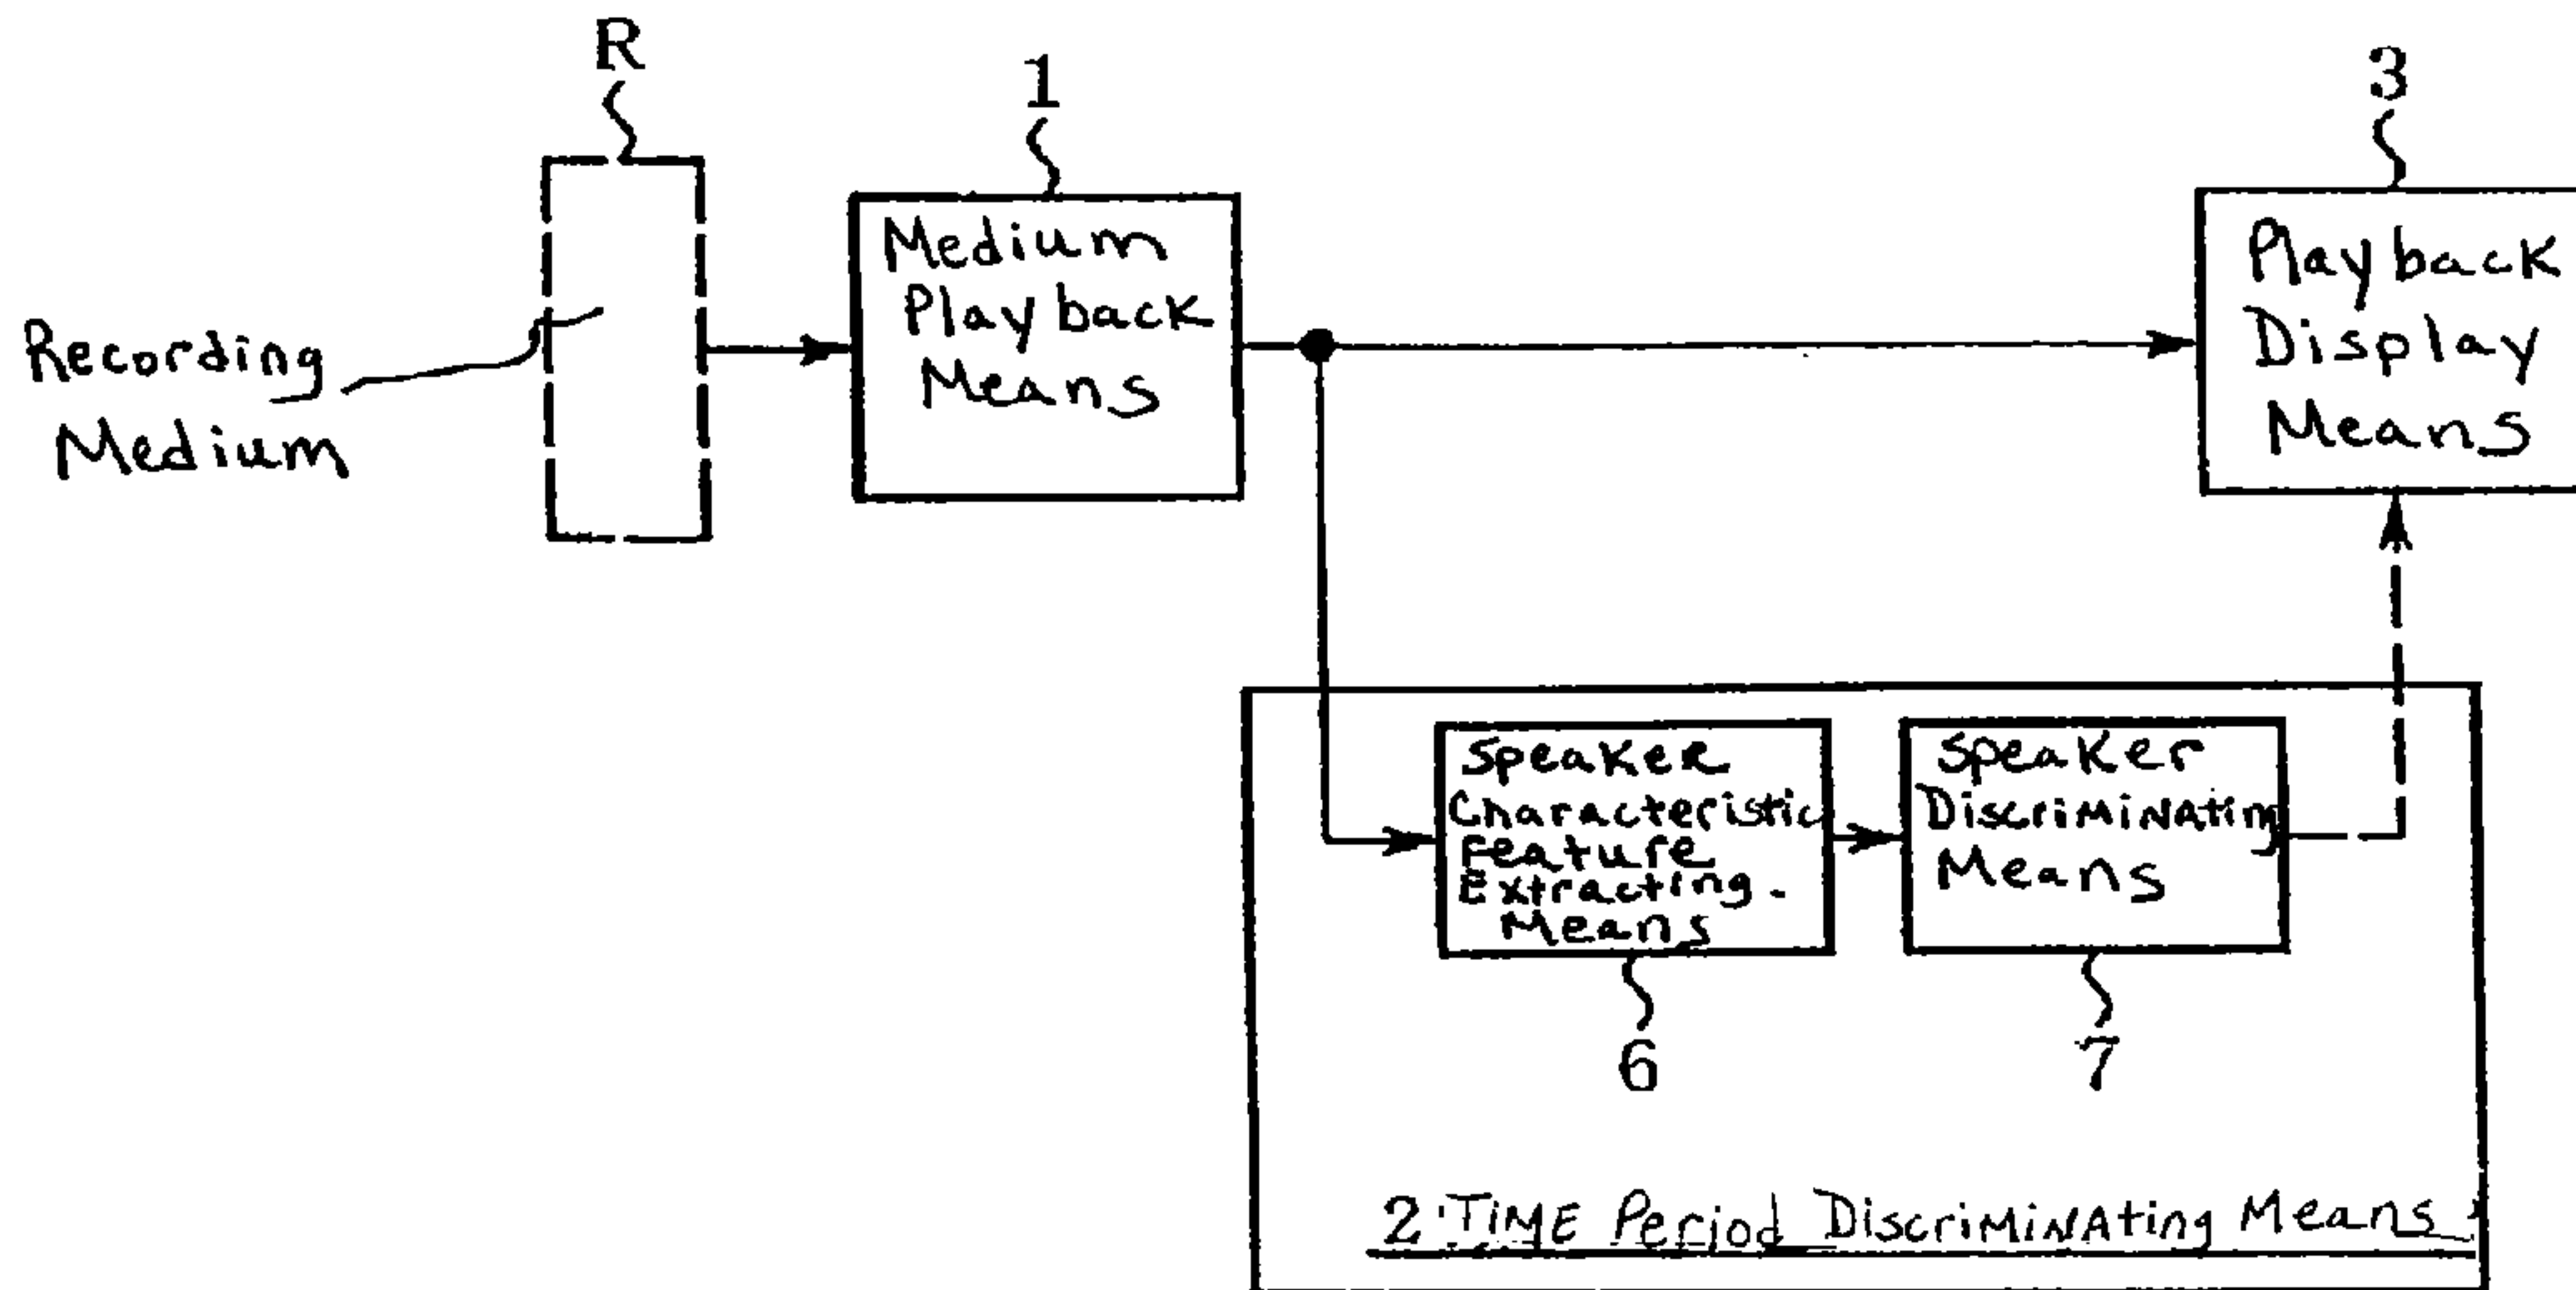 R
1
3
Recording
Medium
Medium
Playback
Means
Playback
Display
Means
Speaker
Characteristic
Feature
Extracting
Means
Speaker
Discriminating
Means
6
7
2 TIME Period Discriminating Means